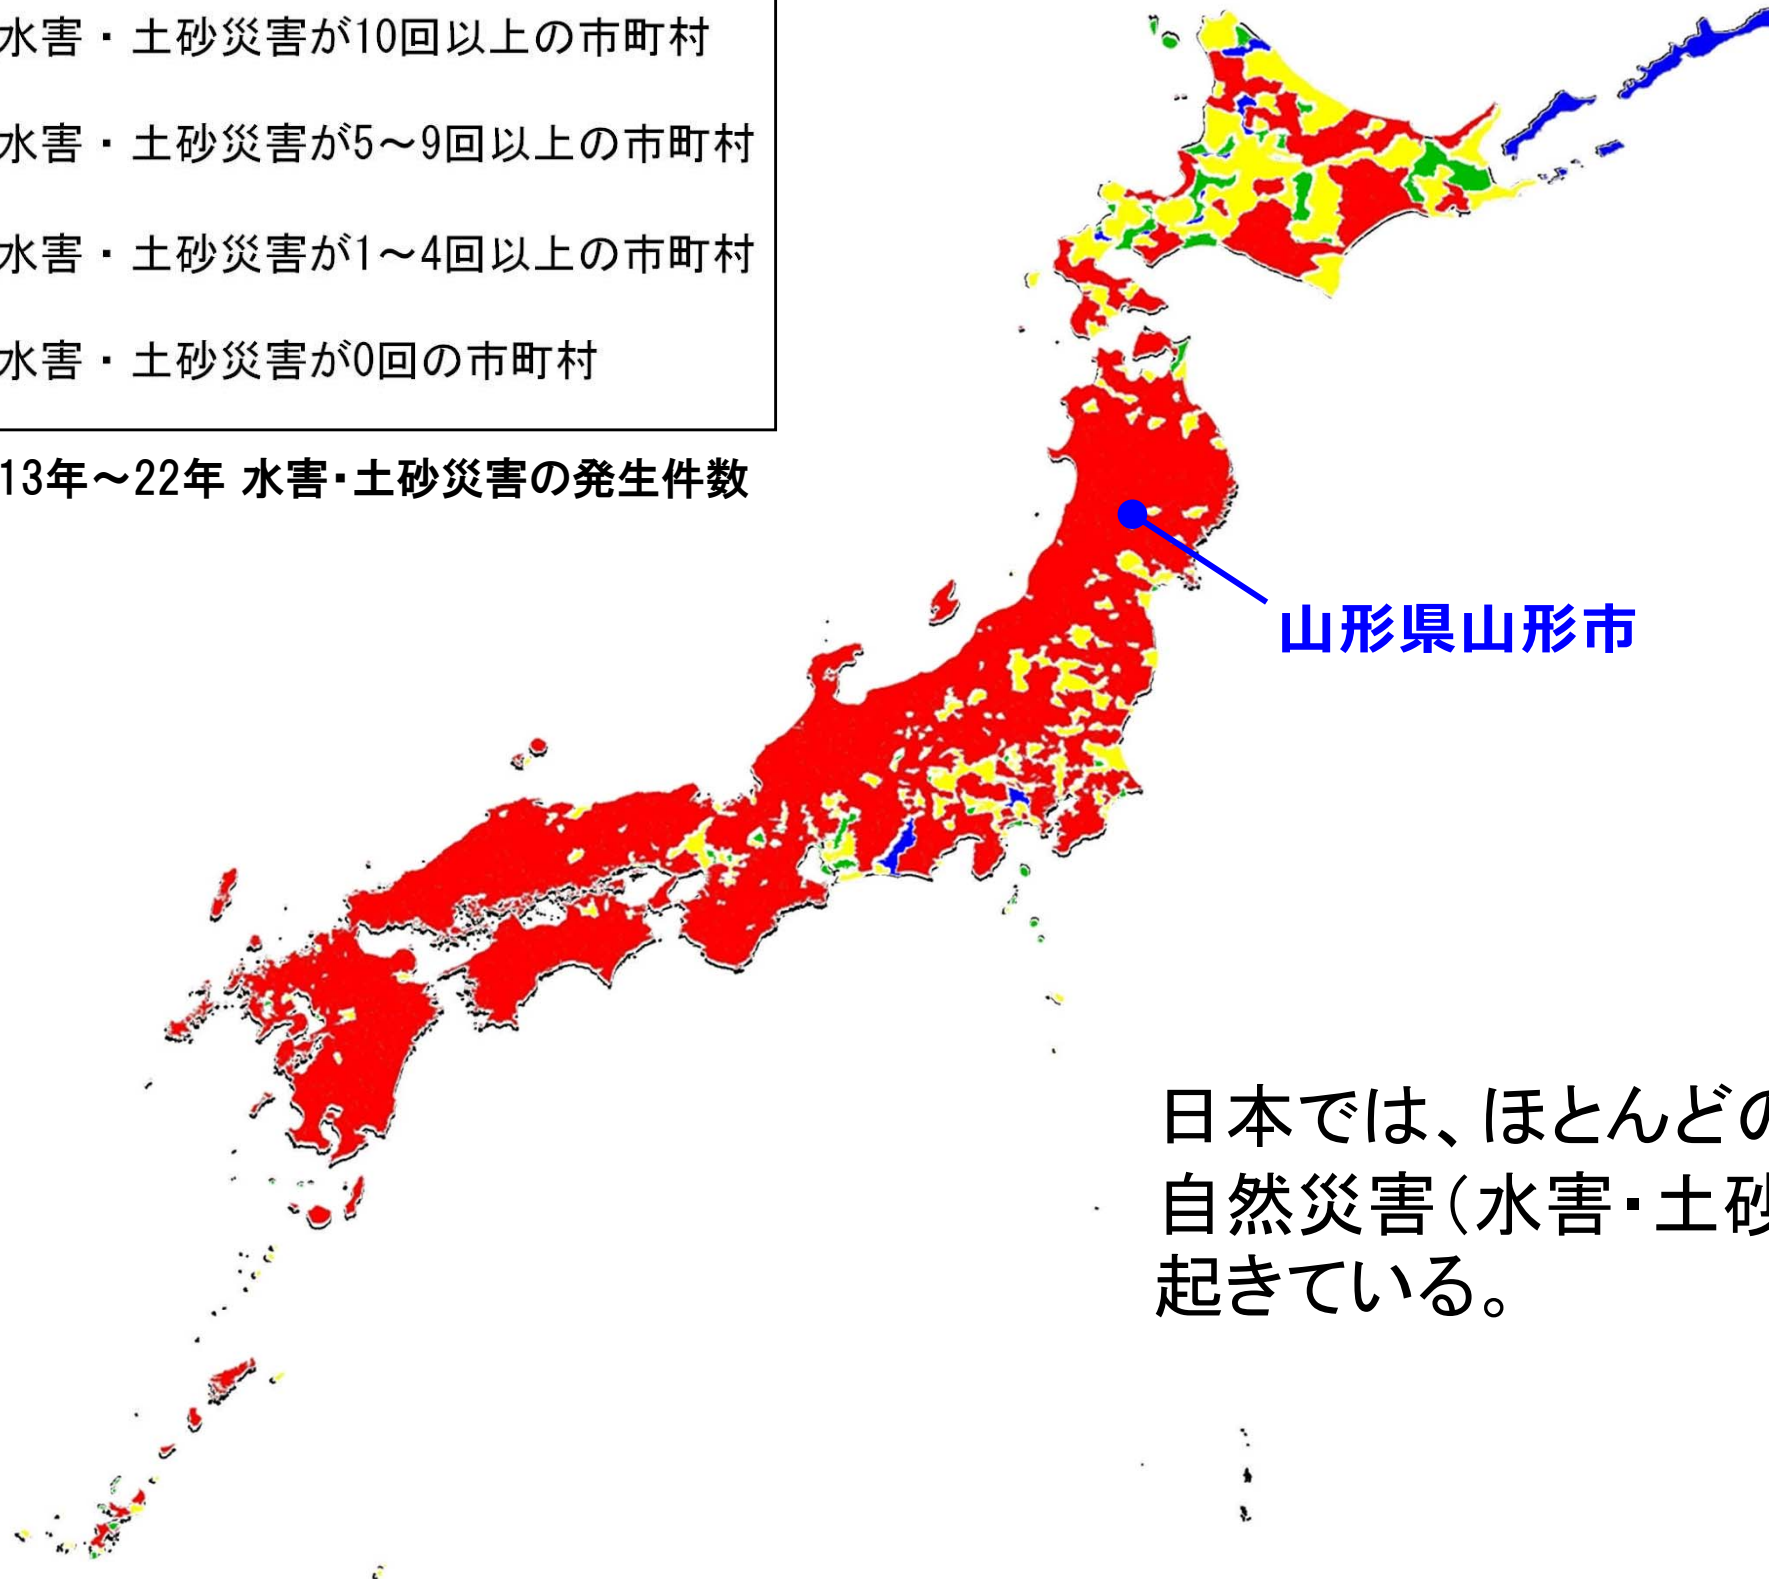 水害・土砂災害が10回以上の市町村
水害・土砂災害が5～9回以上の市町村
水害・土砂災害が1～4回以上の市町村
水害・土砂災害が0回の市町村
13年～22年 水害・土砂災害の発生件数
山形県山形市
日本では、ほとんどの
自然災害（水害・土砂
起きている。